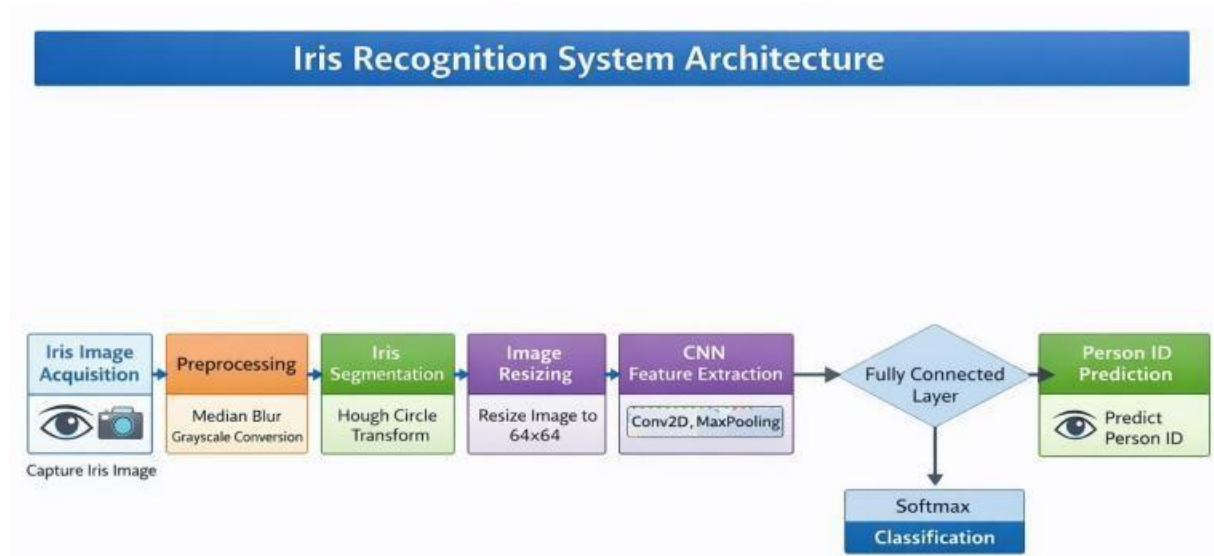 Iris Recognition System Architecture
Iris Image
Acquisition
Capture Iris Image
Preprocessing
Median Blur
Grayscale Conversion
Iris
Segmentation
Hough Circle
Transform
Image
Resizing
Resize Image to
64×64
CNN
Feature Extraction
Conv2D, MaxPooling
Fully Connected
Layer
Softmax
Classification
Person ID
Prediction
Predict
Person ID